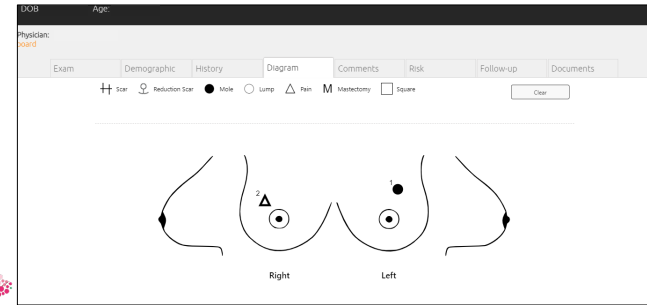 DOB Age:
Physician:
board
Exam Demographic History Diagram Comments Risk Follow-up Documents
Scar Reduction Scar Mole Lump Pain M Mastectomy Square Clear
2 1
Right Left